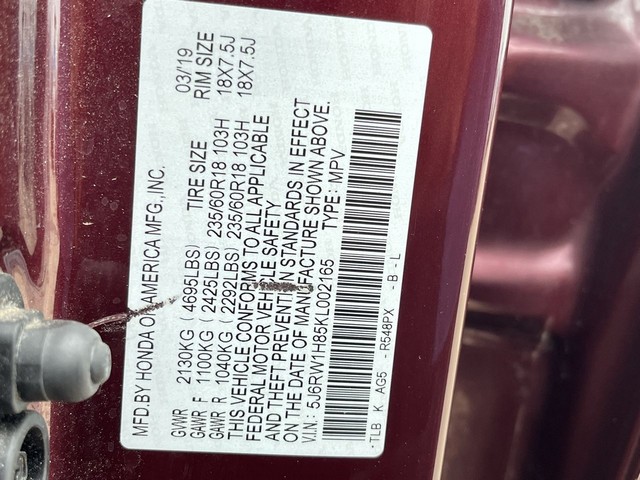 MFD.BY HONDA OF AMERICA MFG.,INC. 03/19
GVWR 2130KG (4695LBS) TIRE SIZE RIM SIZE
GAWR F 1100KG (2425LBS) 235/60R18 103H 18X7.5J
GAWR R 1040KG (2292LBS) 235/60R18 103H 18X7.5J
THIS VEHICLE CONFORMS TO ALL APPLICABLE
FEDERAL MOTOR VEHICLE SAFETY
AND THEFT PREVENTION STANDARDS IN EFFECT
ON THE DATE OF MANUFACTURE SHOWN ABOVE.
V.I.N.: 5J6RW1H85KL002165 TYPE: MPV
-TLB K AG5 - R548PX - B - L